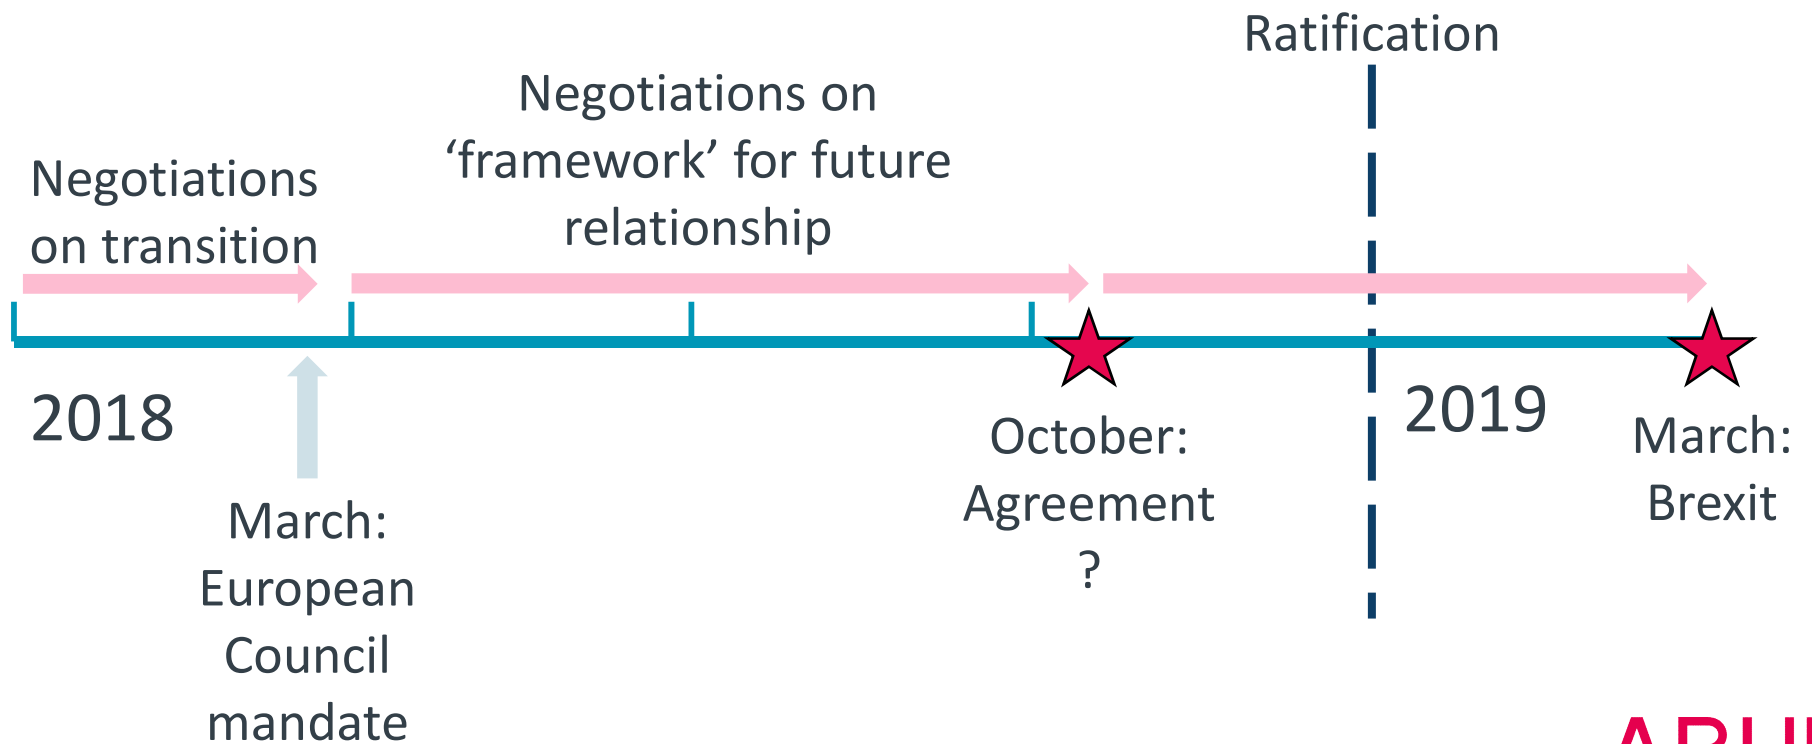 Ratification
Negotiations on
‘framework’ for future
relationship
Negotiations
on transition
2018
2019
October:
Agreement
?
March:
Brexit
March:
European
Council
mandate